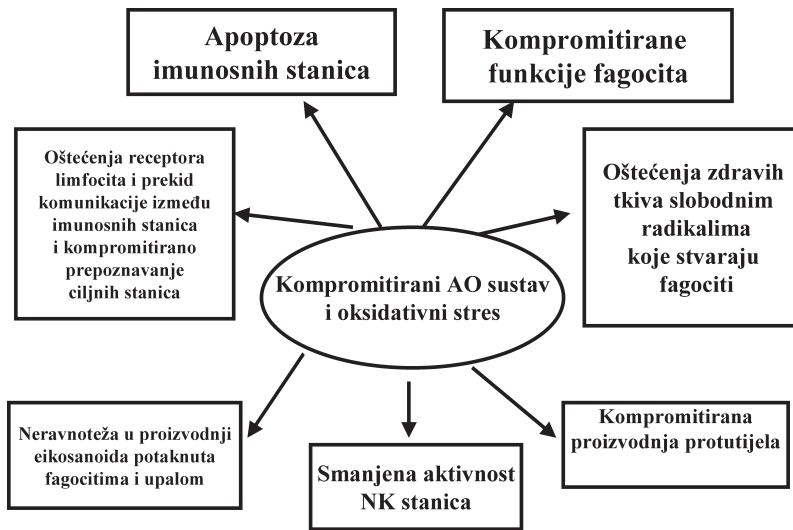 Apoptoza
imunosnih stanica
Kompromitirane
funkcije fagocita
Oštećenja receptora
limfocita i prekid
komunikacije između
imunosnih stanica
i kompromitirano
prepoznavanje
ciljnih stanica
Oštećenja zdravih
tkiva slobodnim
radikalima
koje stvaraju
fagociti
Kompromitirani AO sustav
i oksidativni stres
Neravnoteža u proizvodnji
eikosanoida potaknuta
fagocitima i upalom
Smanjena aktivnost
NK stanica
Kompromitirana
proizvodnja protutijela